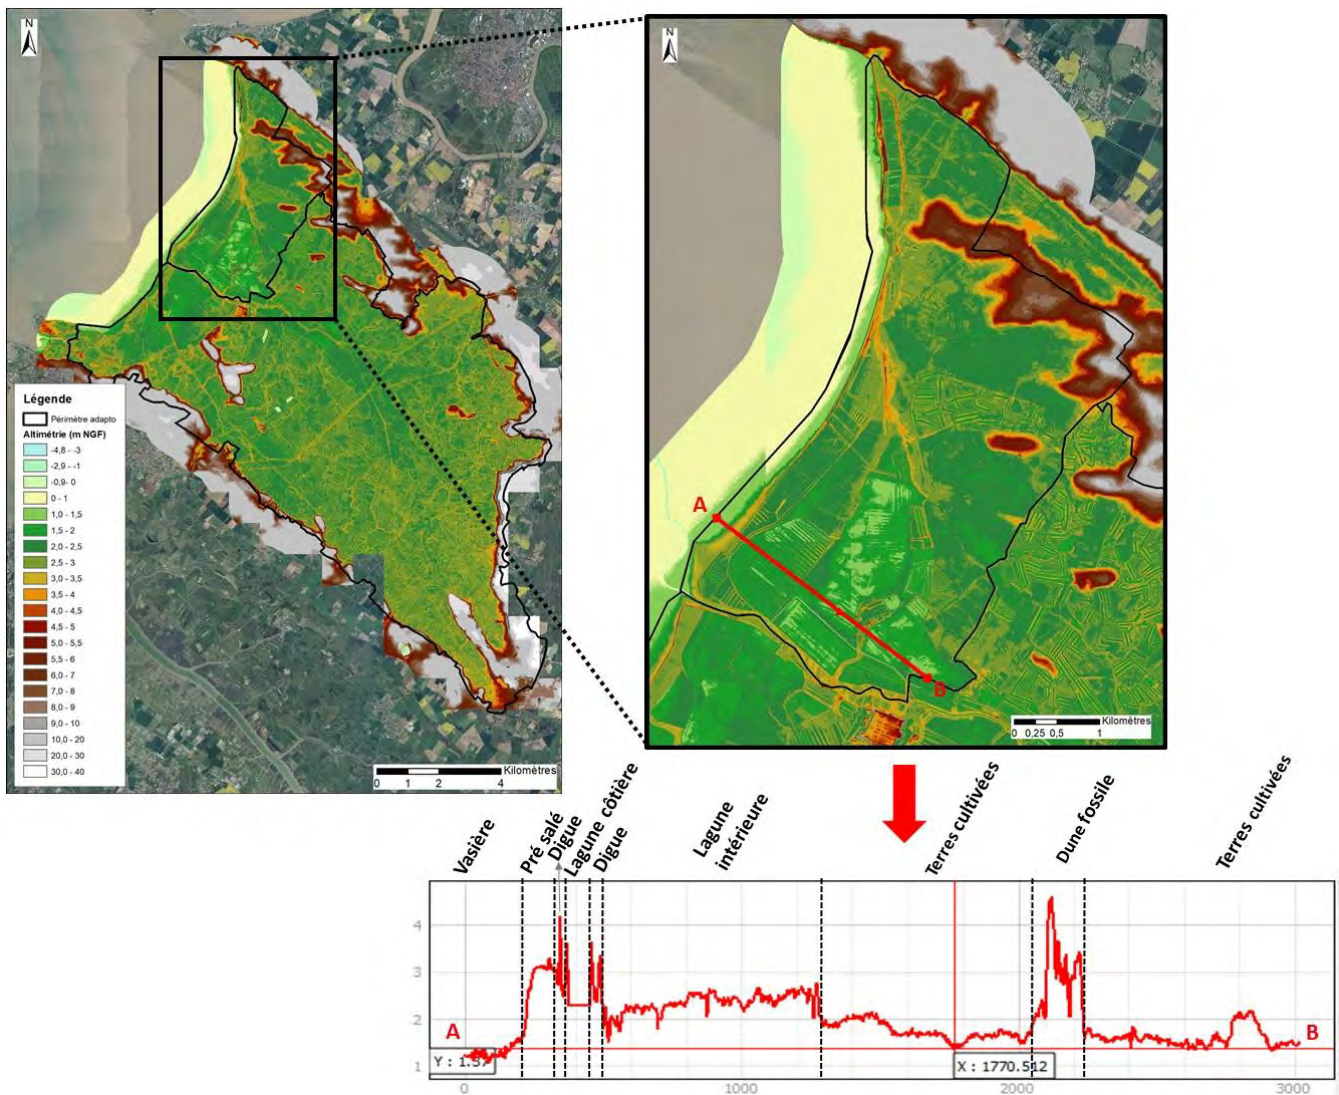 N
N
Légende
Périmètre adapto
Altimétrie (m NGF)
-4,8 - -3
-2,9 - -1
-0,9- 0
0 - 1
1,0 - 1,5
1,5 - 2
2,0 - 2,5
2,5 - 3
3,0 - 3,5
3,5 - 4
4,0 - 4,5
4,5 - 5
5,0 - 5,5
5,5 - 6
6,0 - 7
7,0 - 8
8,0 - 9
9,0 - 10
10,0 - 20
20,0 - 30
30,0 - 40
Kilomètres
0 1 2 4
A
B
Kilomètres
0 0,25 0,5 1
Vasière
Pré salé
Digue
Lagune côtière
Digue
Lagune
intérieure
Terres cultivées
Dune fossile
Terres cultivées
4
3
2
1
A
B
Y : 1.37
X : 1770.512
0 1000 2000 3000